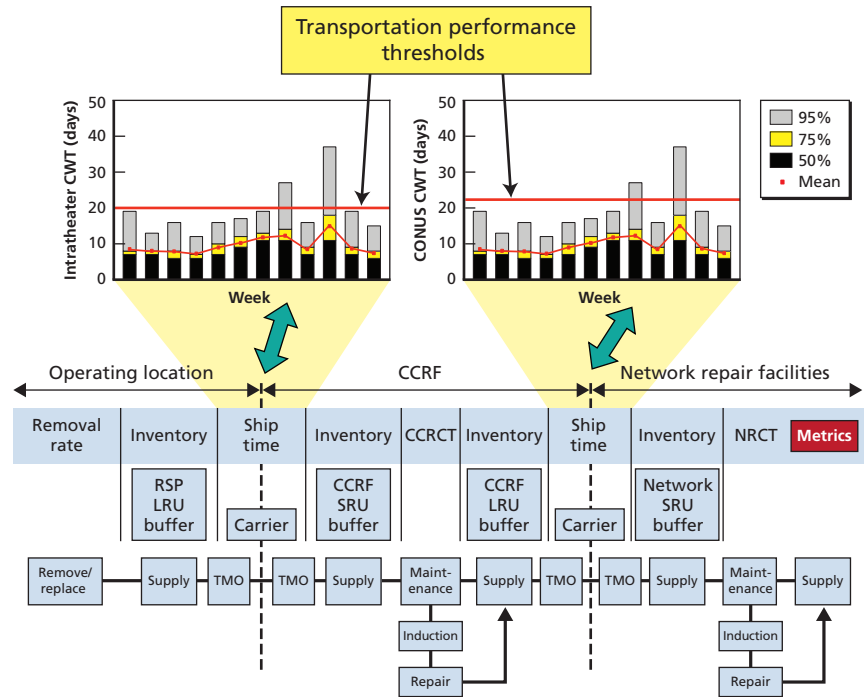 Transportation performance
thresholds
Intratheater CWT (days)
50
40
30
20
10
0
Week
CONUS CWT (days)
50
40
30
20
10
0
Week
95%
75%
50%
Mean
Operating location
CCRF
Network repair facilities
Removal
rate
Inventory
Ship
time
Inventory
CCRCT
Inventory
Ship
time
Inventory
NRCT
Metrics
RSP
LRU
buffer
Carrier
CCRF
SRU
buffer
CCRF
LRU
buffer
Carrier
Network
SRU
buffer
Remove/
replace
Supply
TMO
TMO
Supply
Maint-
enance
Supply
TMO
TMO
Supply
Maint-
enance
Supply
Induction
Induction
Repair
Repair